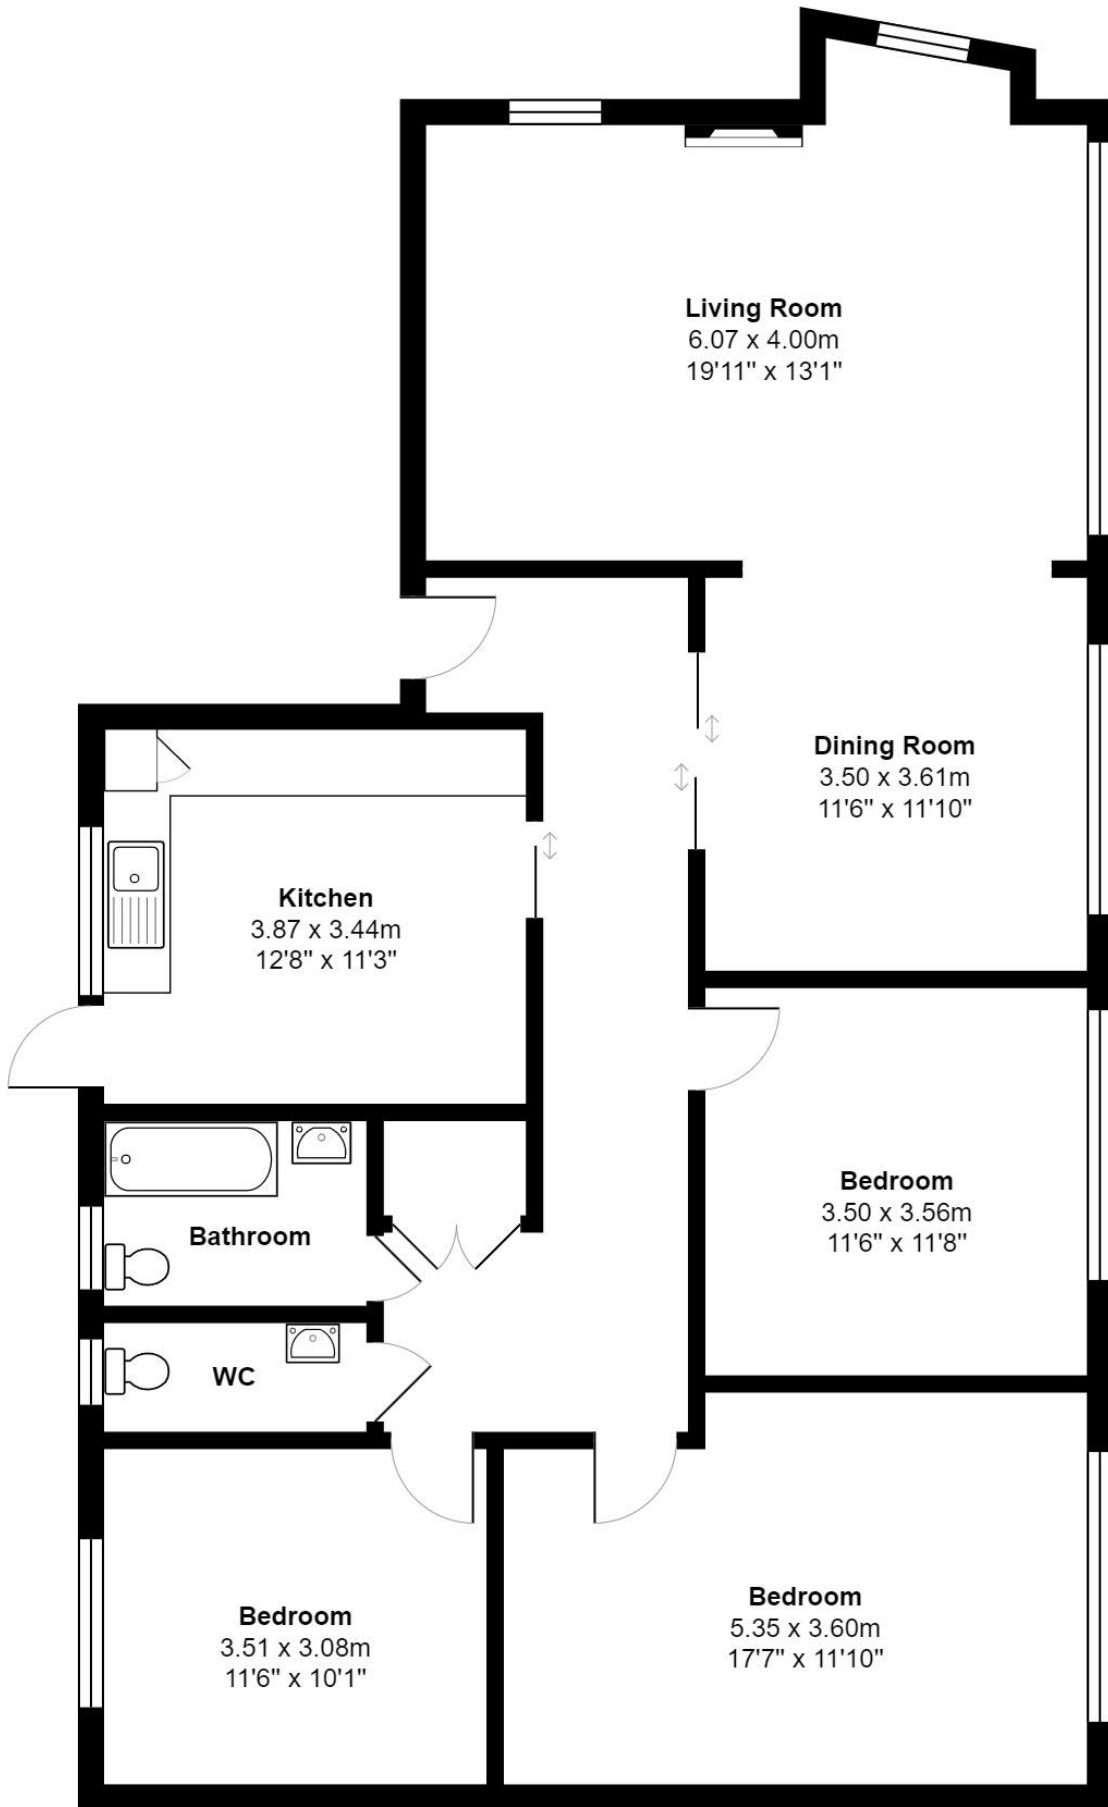 Living Room
6.07 x 4.00m
19'11" x 13'1"
Dining Room
3.50 x 3.61m
11'6" x 11'10"
Kitchen
3.87 x 3.44m
12'8" x 11'3"
Bedroom
3.50 x 3.56m
11'6" x 11'8"
Bathroom
WC
Bedroom
3.51 x 3.08m
11'6" x 10'1"
Bedroom
5.35 x 3.60m
17'7" x 11'10"